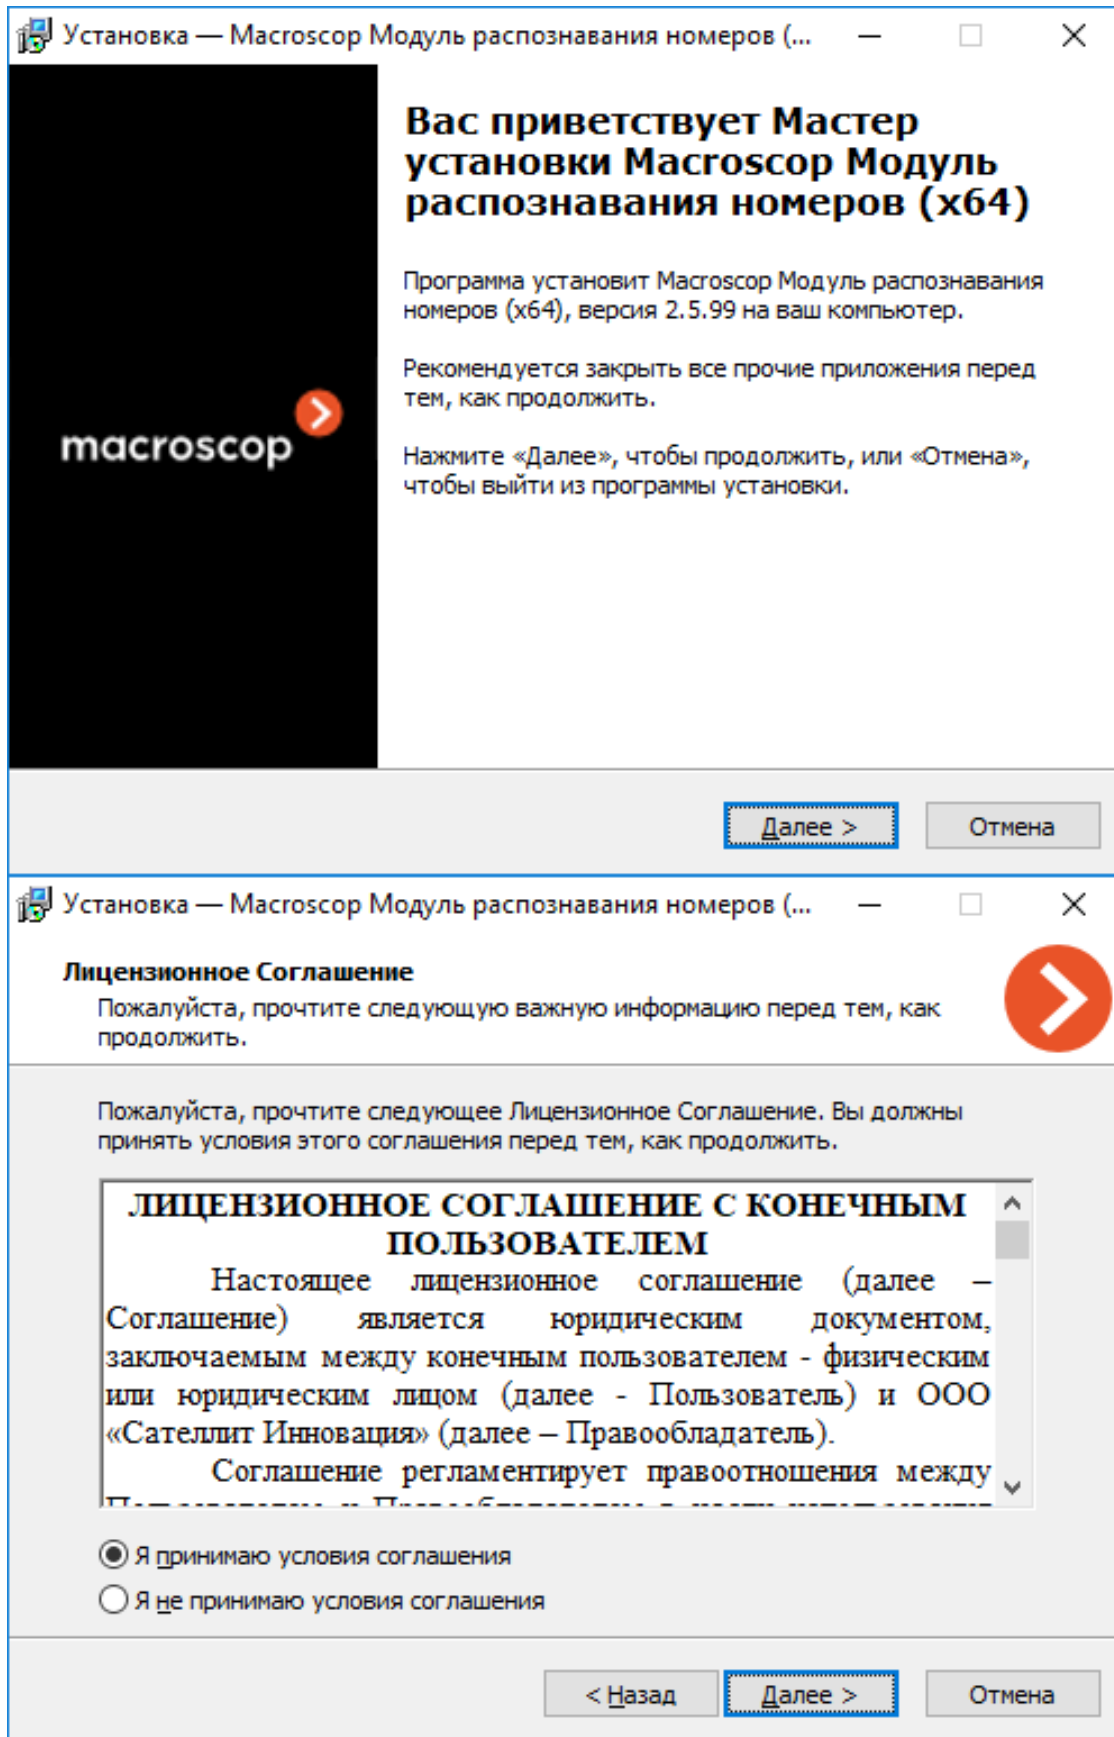 Установка — Macroscop Модуль распознавания номеров (...
Вас приветствует Мастер
установки Macroscop Модуль
распознавания номеров (x64)
Программа установит Macroscop Модуль распознавания
номеров (x64), версия 2.5.99 на ваш компьютер.
Рекомендуется закрыть все прочие приложения перед
тем, как продолжить.
Нажмите «Далее», чтобы продолжить, или «Отмена»,
чтобы выйти из программы установки.
macroscop
Далее >
Отмена
Установка — Macroscop Модуль распознавания номеров (...
Лицензионное Соглашение
Пожалуйста, прочтите следующую важную информацию перед тем, как
продолжить.
Пожалуйста, прочтите следующее Лицензионное Соглашение. Вы должны
принять условия этого соглашения перед тем, как продолжить.
ЛИЦЕНЗИОННОЕ СОГЛАШЕНИЕ С КОНЕЧНЫМ
ПОЛЬЗОВАТЕЛЕМ
Настоящее лицензионное соглашение (далее –
Соглашение) является юридическим документом,
заключаемым между конечным пользователем - физическим
или юридическим лицом (далее - Пользователь) и ООО
«Сателлит Инновация» (далее – Правообладатель).
Соглашение регламентирует правоотношения между
Я принимаю условия соглашения
Я не принимаю условия соглашения
< Назад
Далее >
Отмена